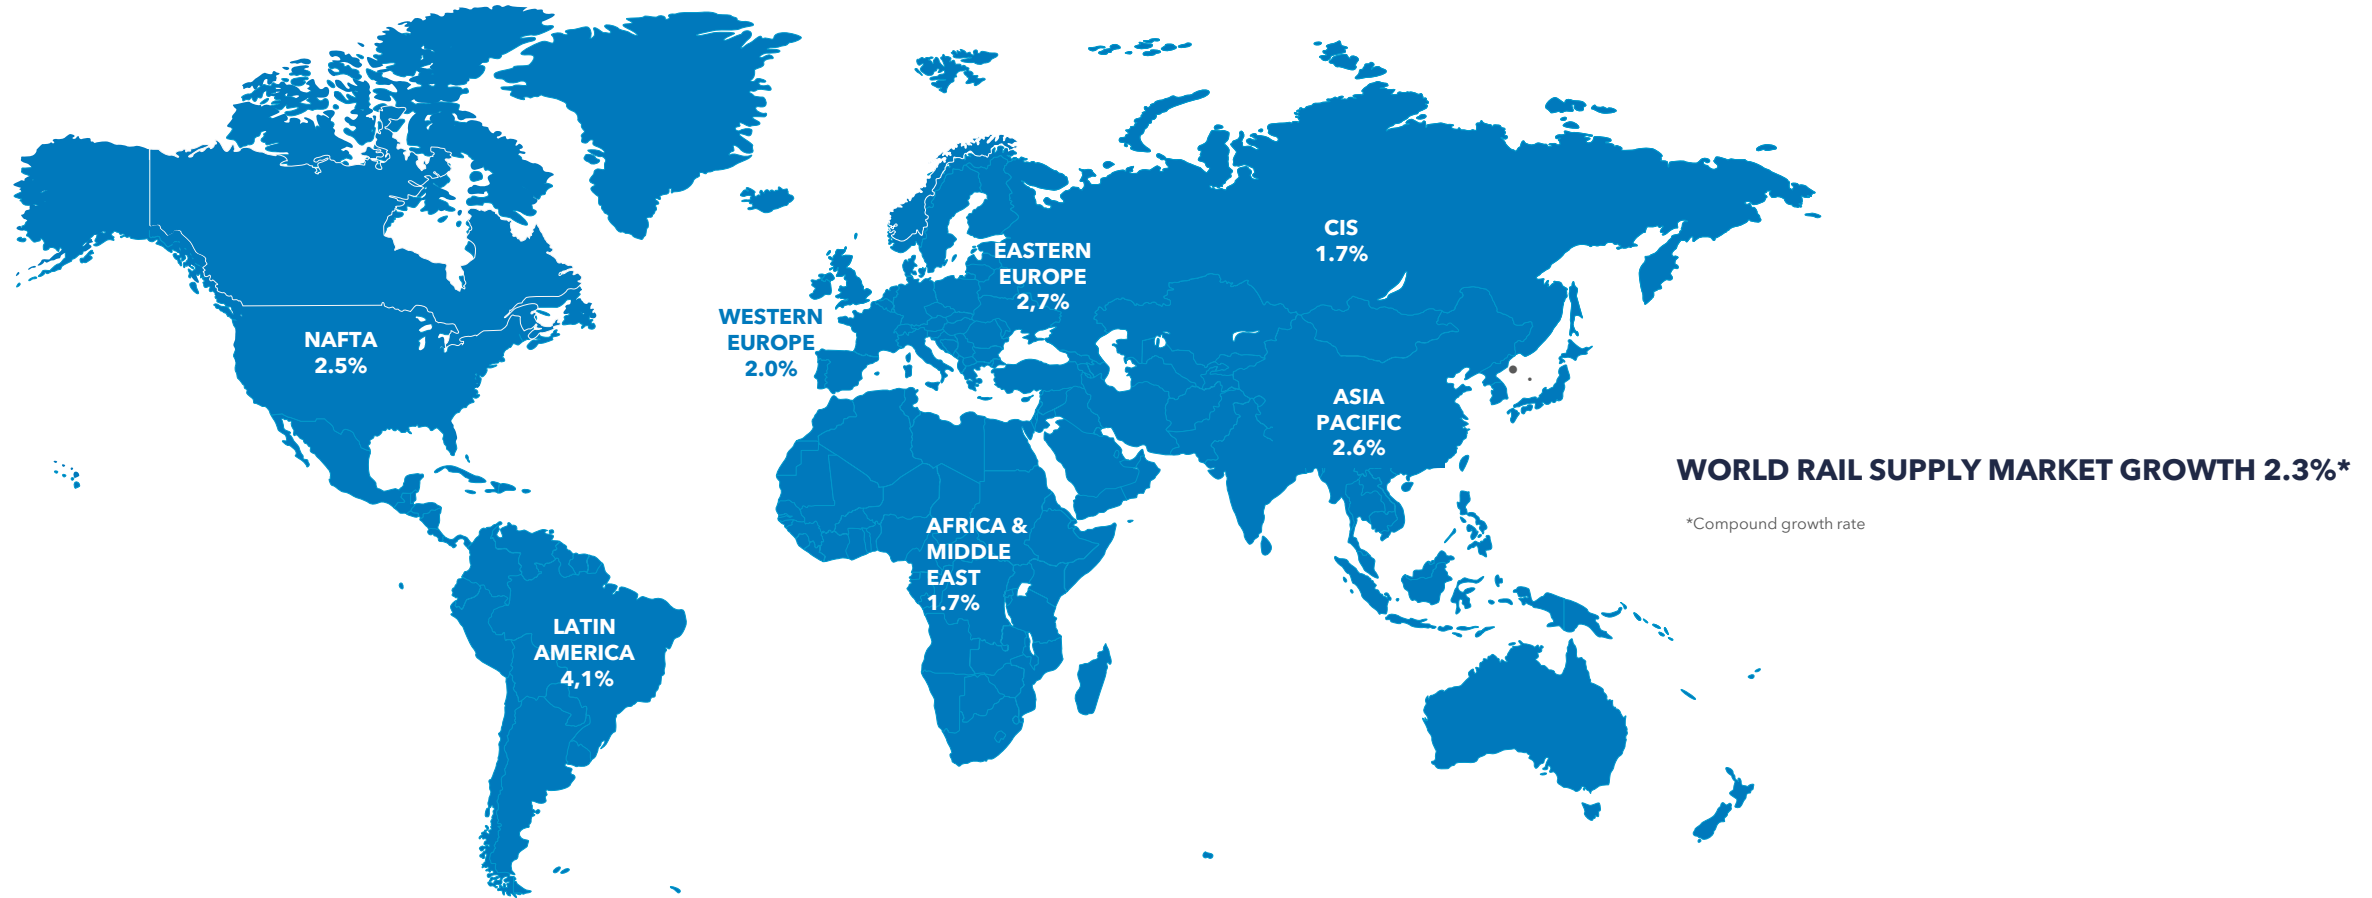 NAFTA
2.5%
LATIN
AMERICA
4,1%
WESTERN
EUROPE
2.0%
EASTERN
EUROPE
2,7%
AFRICA &
MIDDLE
EAST
1.7%
CIS
1.7%
ASIA
PACIFIC
2.6%
WORLD RAIL SUPPLY MARKET GROWTH 2.3%*
*Compound growth rate